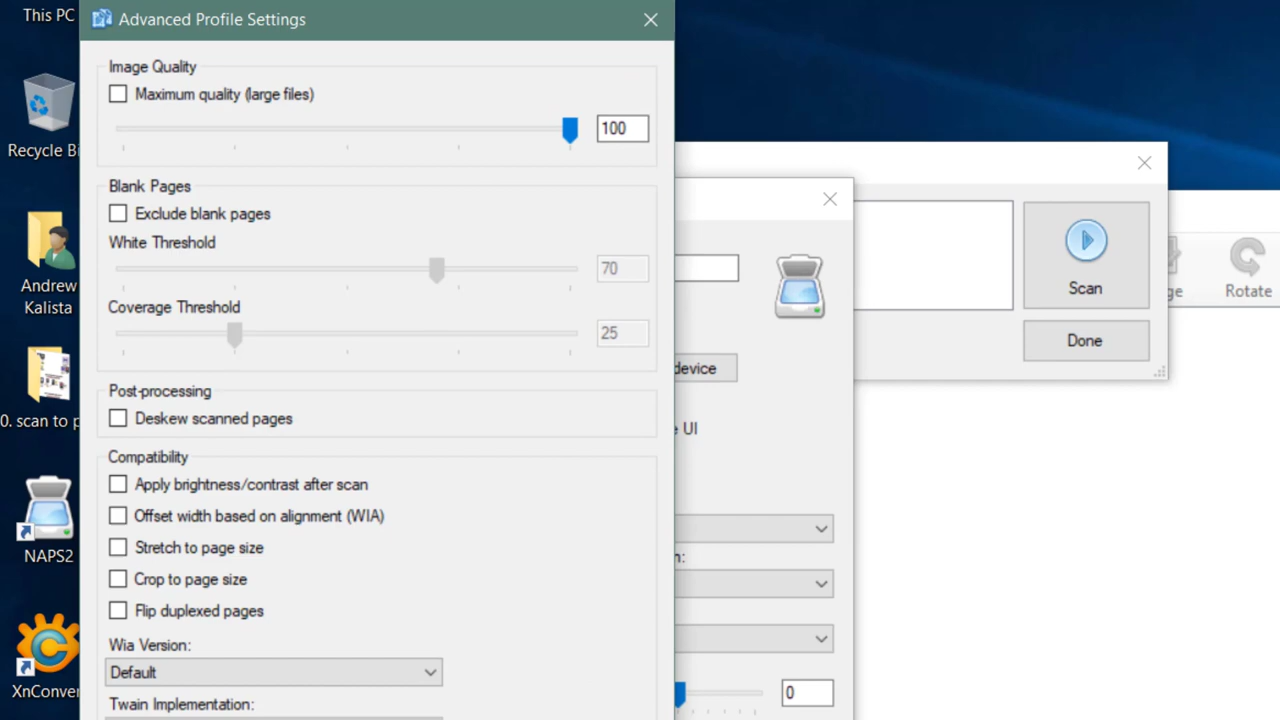 This PC
Recycle Bi
Andrew
Kalista
0. scan to p
NAPS2
XnConver
Advanced Profile Settings
Image Quality
Maximum quality (large files)
100
Blank Pages
Exclude blank pages
White Threshold
70
Coverage Threshold
25
Post-processing
Deskew scanned pages
Compatibility
Apply brightness/contrast after scan
Offset width based on alignment (WIA)
Stretch to page size
Crop to page size
Flip duplexed pages
Wia Version:
Default
Twain Implementation:
device
e UI
n:
0
Scan
Done
ge
Rotate